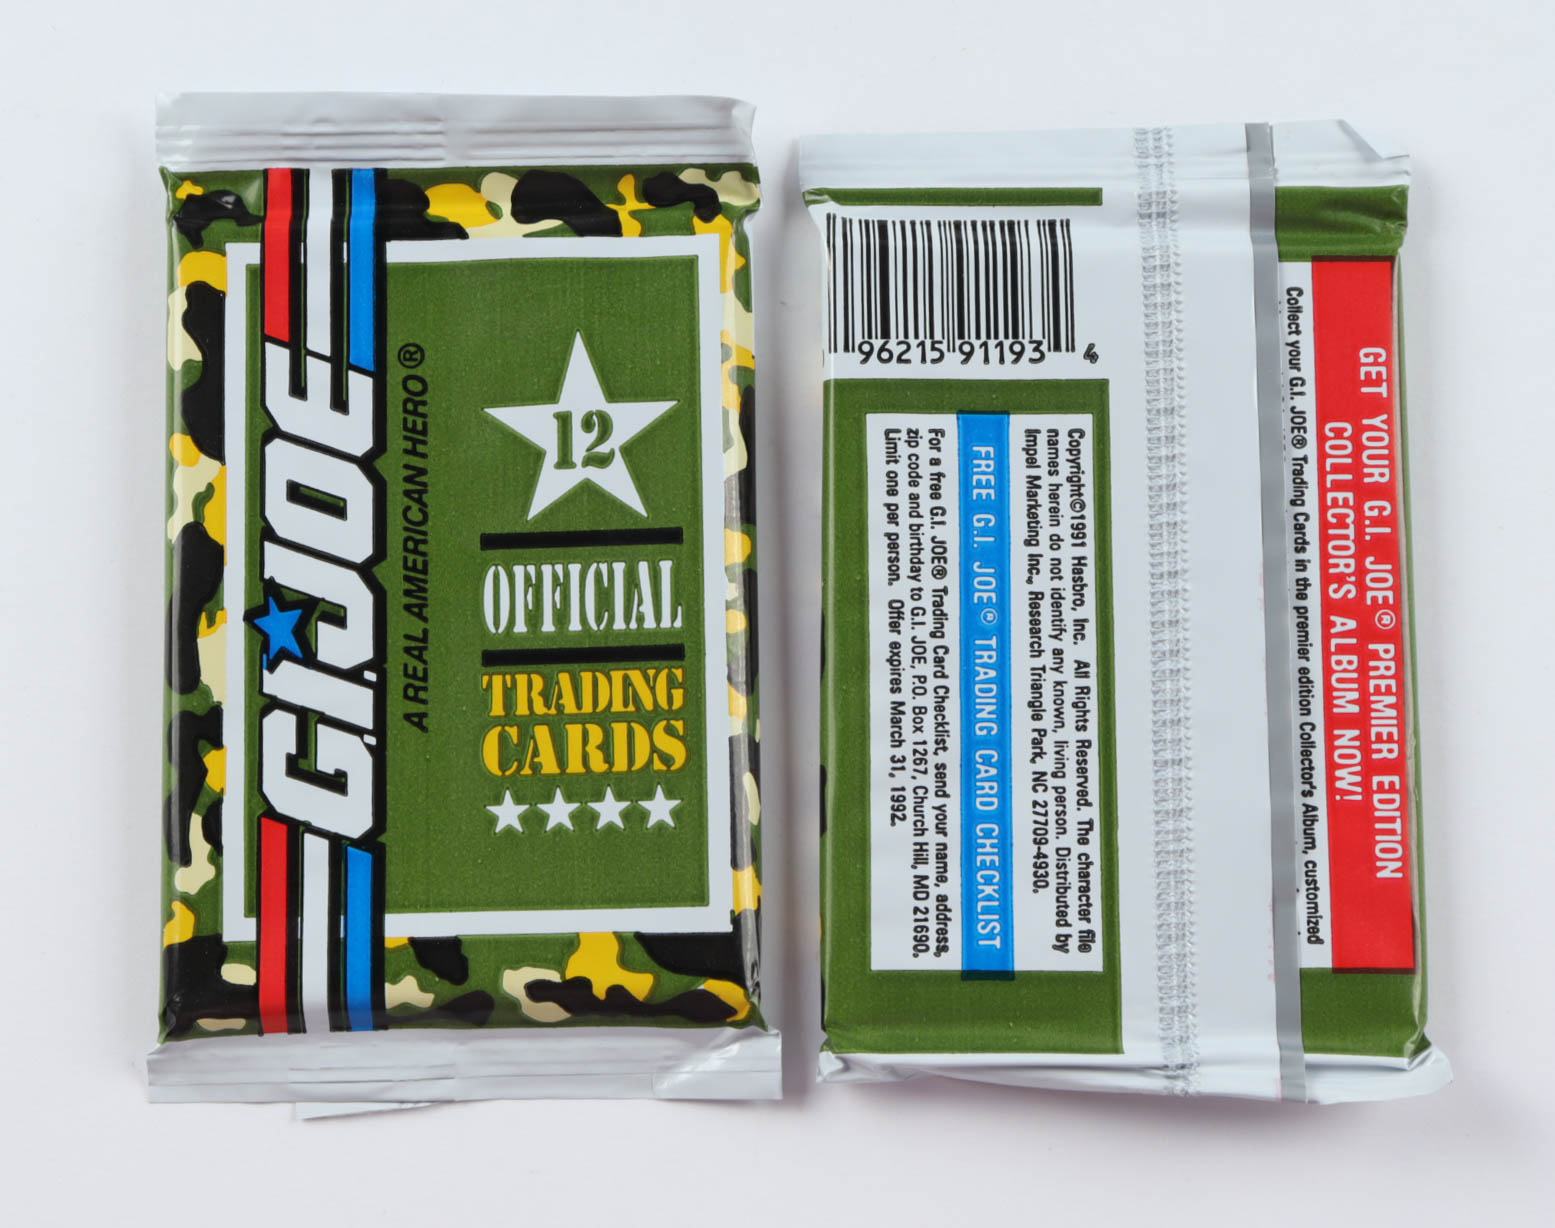 G.I. JOE
A REAL AMERICAN HERO®
12
OFFICIAL
TRADING
CARDS
96215 91193 4
Copyright©1991 Hasbro, Inc. All Rights Reserved. The character file
names herein do not identify any known, living person. Distributed by
Impel Marketing Inc., Research Triangle Park, NC 27709-4930.
FREE G.I. JOE® TRADING CARD CHECKLIST
For a free G.I. JOE® Trading Card Checklist, send your name, address,
zip code and birthday to G.I. JOE, P.O. Box 1267, Church Hill, MD 21690.
Limit one per person. Offer expires March 31, 1992.
GET YOUR G.I. JOE® PREMIER EDITION
COLLECTOR'S ALBUM NOW!
Collect your G.I. JOE® Trading Cards in the premier edition Collector's Album, customized